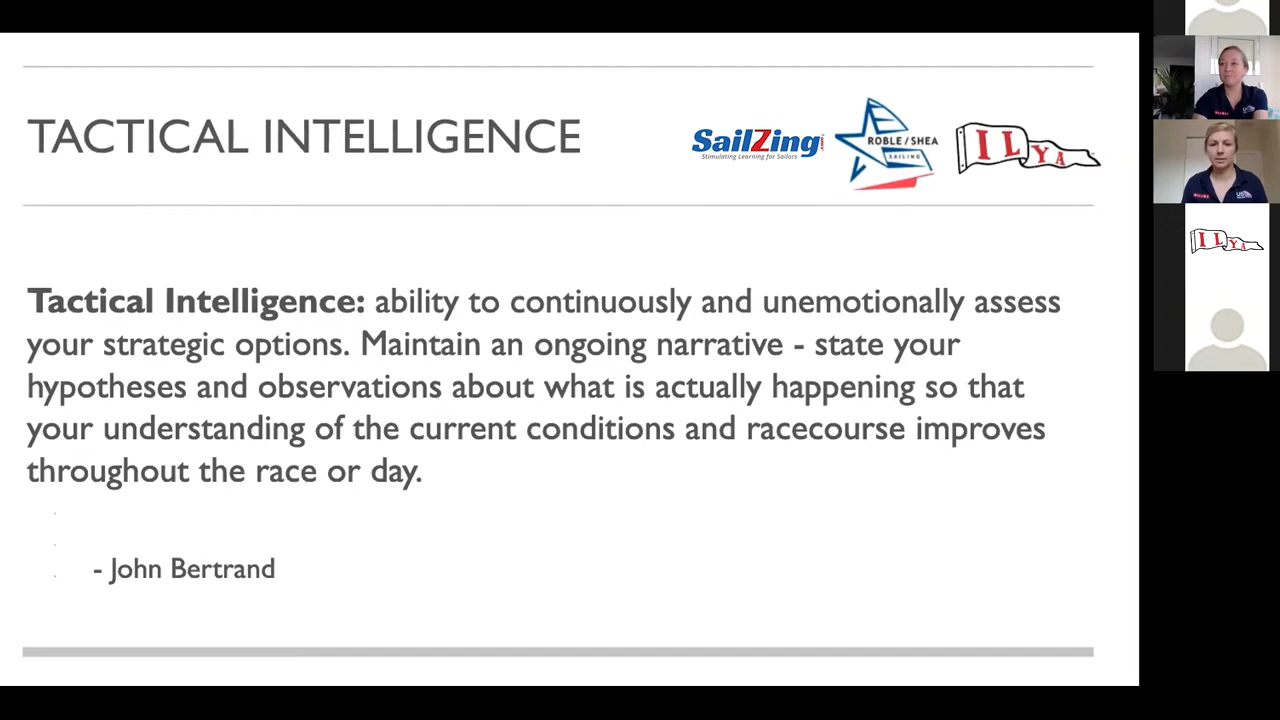 TACTICAL INTELLIGENCE
SailZing
Stimulating Learning for Sailors
ROBLE / SHEA
SAILING
ILYA
Tactical Intelligence: ability to continuously and unemotionally assess
your strategic options. Maintain an ongoing narrative - state your
hypotheses and observations about what is actually happening so that
your understanding of the current conditions and racecourse improves
throughout the race or day.
- John Bertrand
ILYA